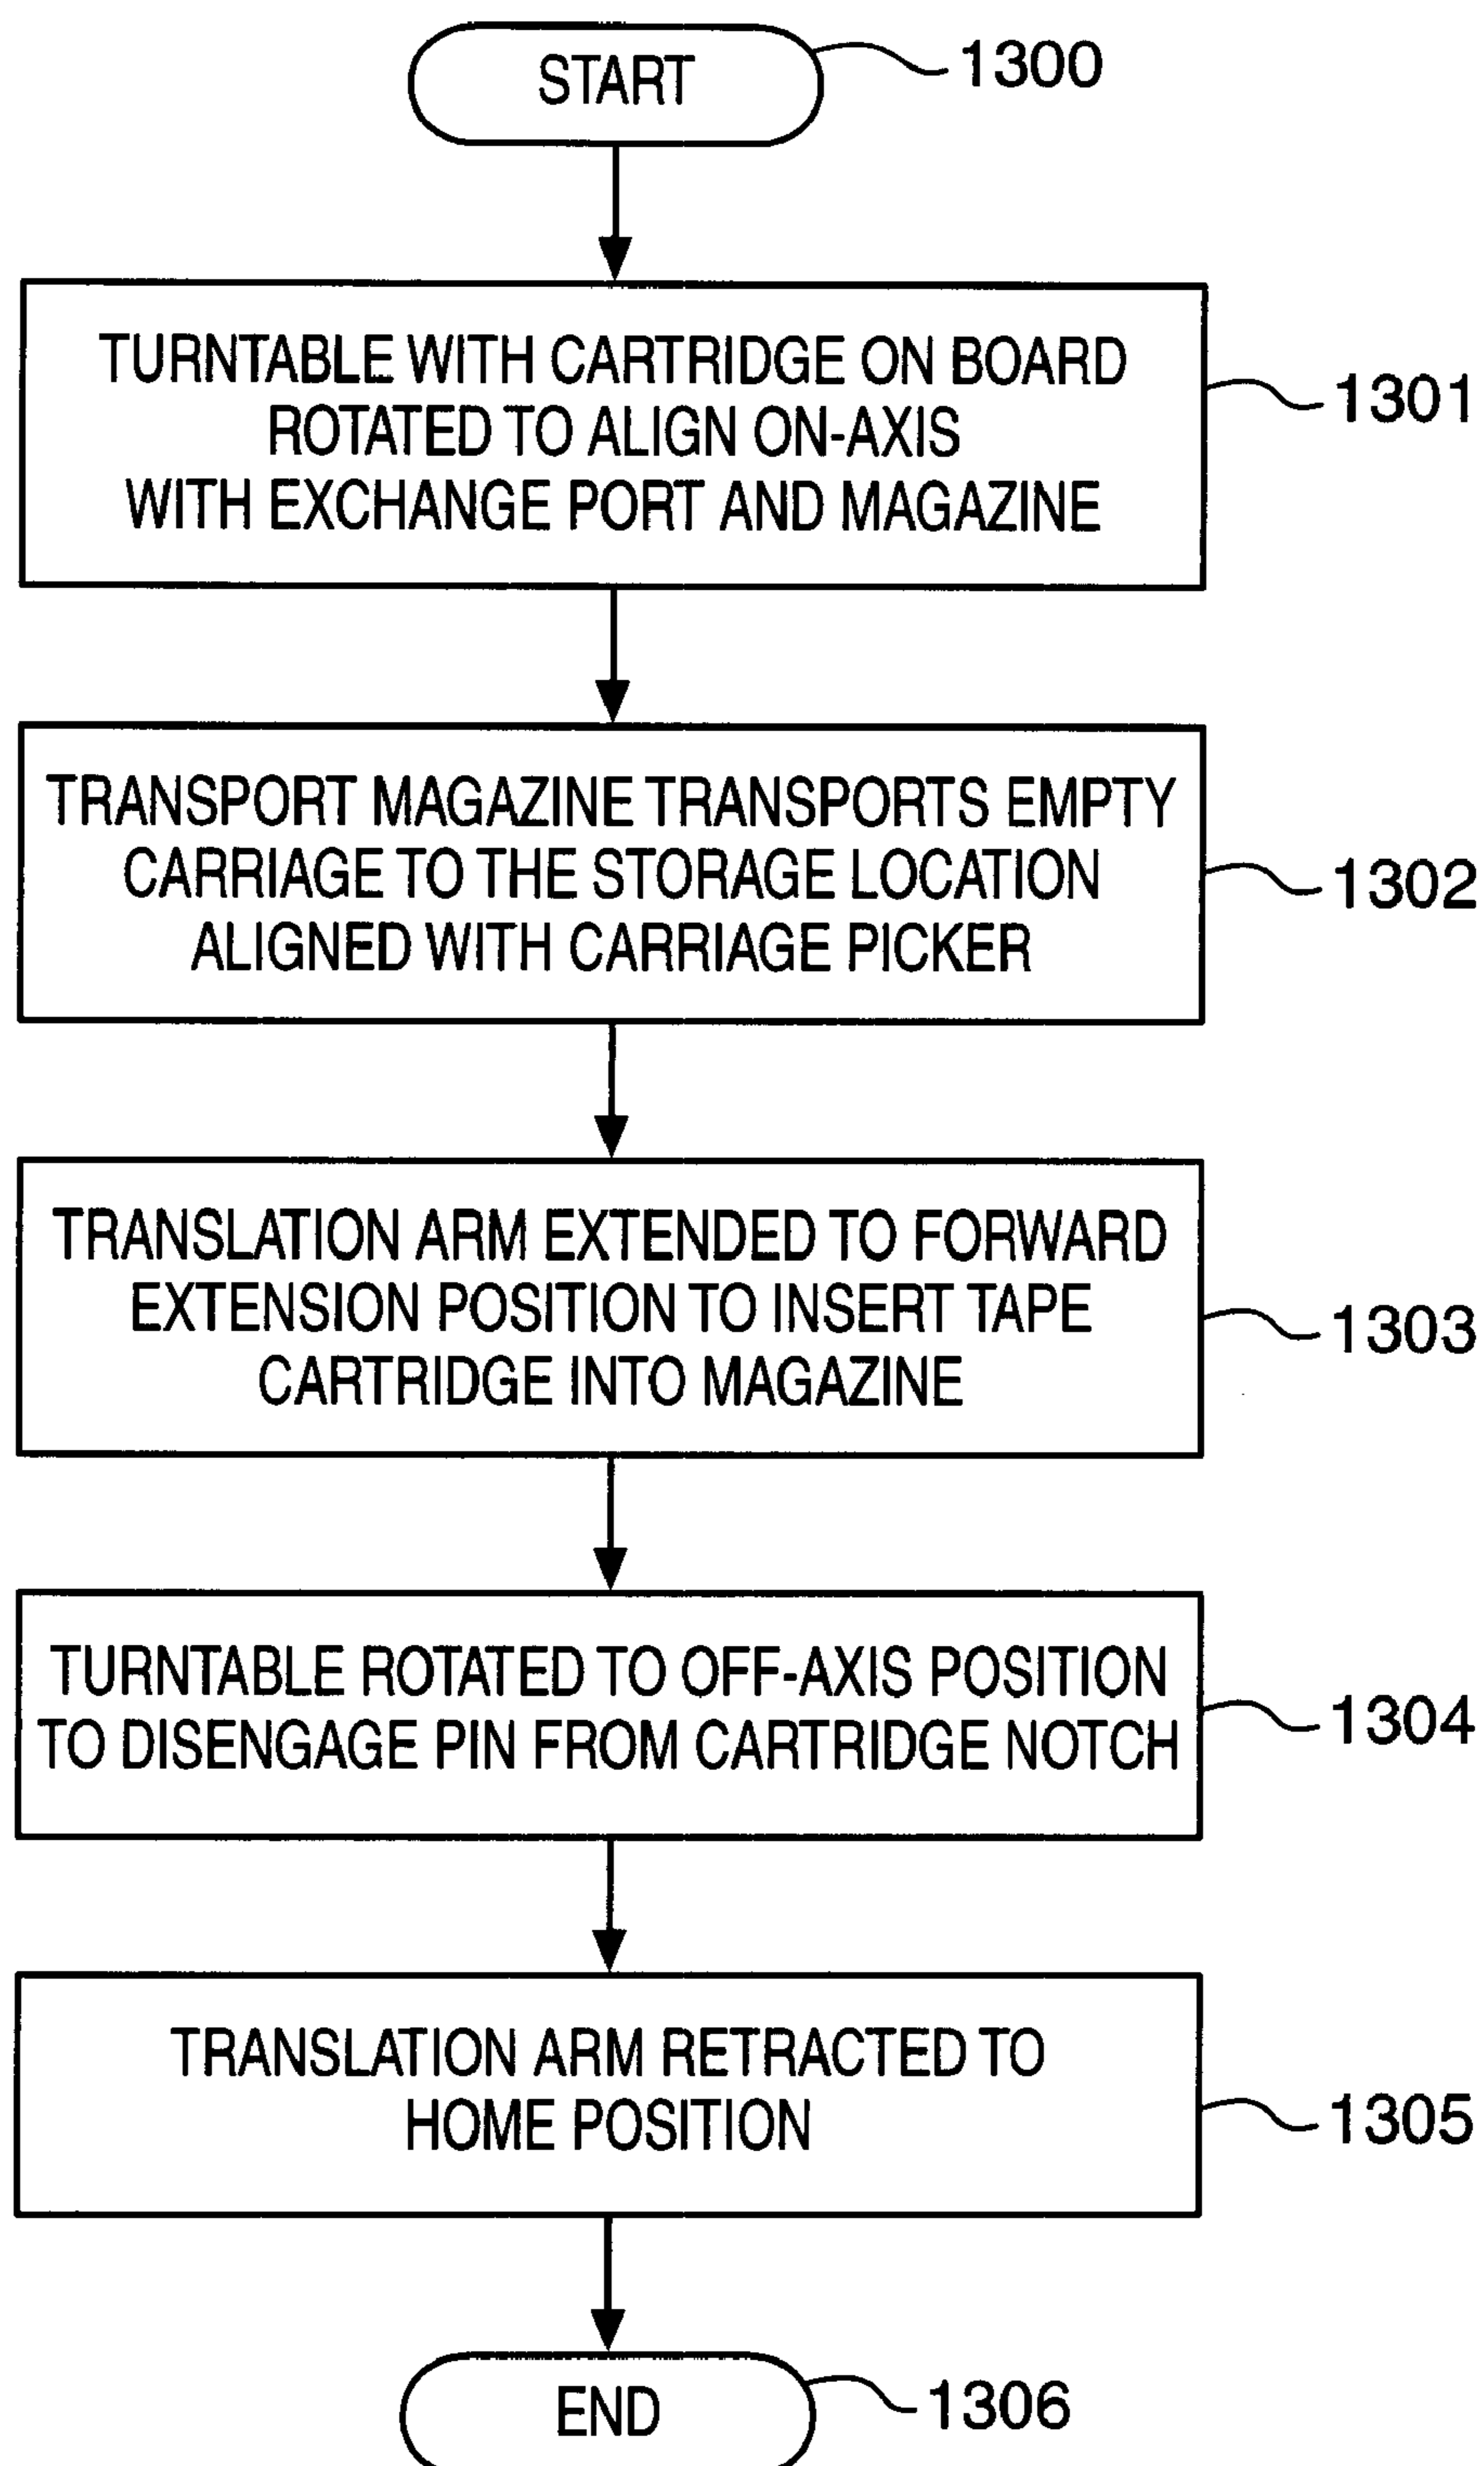 START
1300
TURNTABLE WITH CARTRIDGE ON BOARD
ROTATED TO ALIGN ON-AXIS
WITH EXCHANGE PORT AND MAGAZINE
1301
TRANSPORT MAGAZINE TRANSPORTS EMPTY
CARRIAGE TO THE STORAGE LOCATION
ALIGNED WITH CARRIAGE PICKER
1302
TRANSLATION ARM EXTENDED TO FORWARD
EXTENSION POSITION TO INSERT TAPE
CARTRIDGE INTO MAGAZINE
1303
TURNTABLE ROTATED TO OFF-AXIS POSITION
TO DISENGAGE PIN FROM CARTRIDGE NOTCH
1304
TRANSLATION ARM RETRACTED TO
HOME POSITION
1305
END
1306